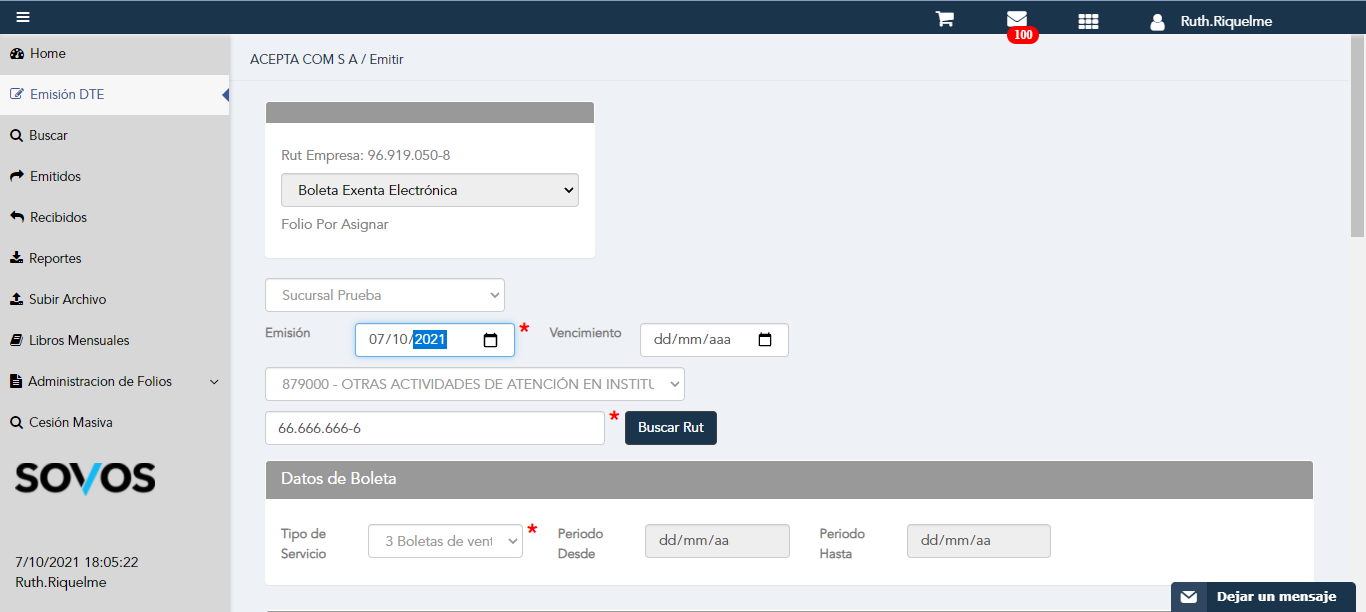 100
Ruth.Riquelme
Home
Emisión DTE
Buscar
Emitidos
Recibidos
Reportes
Subir Archivo
Libros Mensuales
Administracion de Folios
Cesión Masiva
SOVOS
7/10/2021 18:05:22
Ruth.Riquelme
ACEPTA COM S A / Emitir
Rut Empresa: 96.919.050-8
Boleta Exenta Electrónica
Folio Por Asignar
Sucursal Prueba
Emisión 07/10/2021 * Vencimiento dd/mm/aaa
879000 - OTRAS ACTIVIDADES DE ATENCIÓN EN INSTITU
66.666.666-6 * Buscar Rut
Datos de Boleta
Tipo de Servicio 3 Boletas de vent * Periodo Desde dd/mm/aa Periodo Hasta dd/mm/aa
Dejar un mensaje